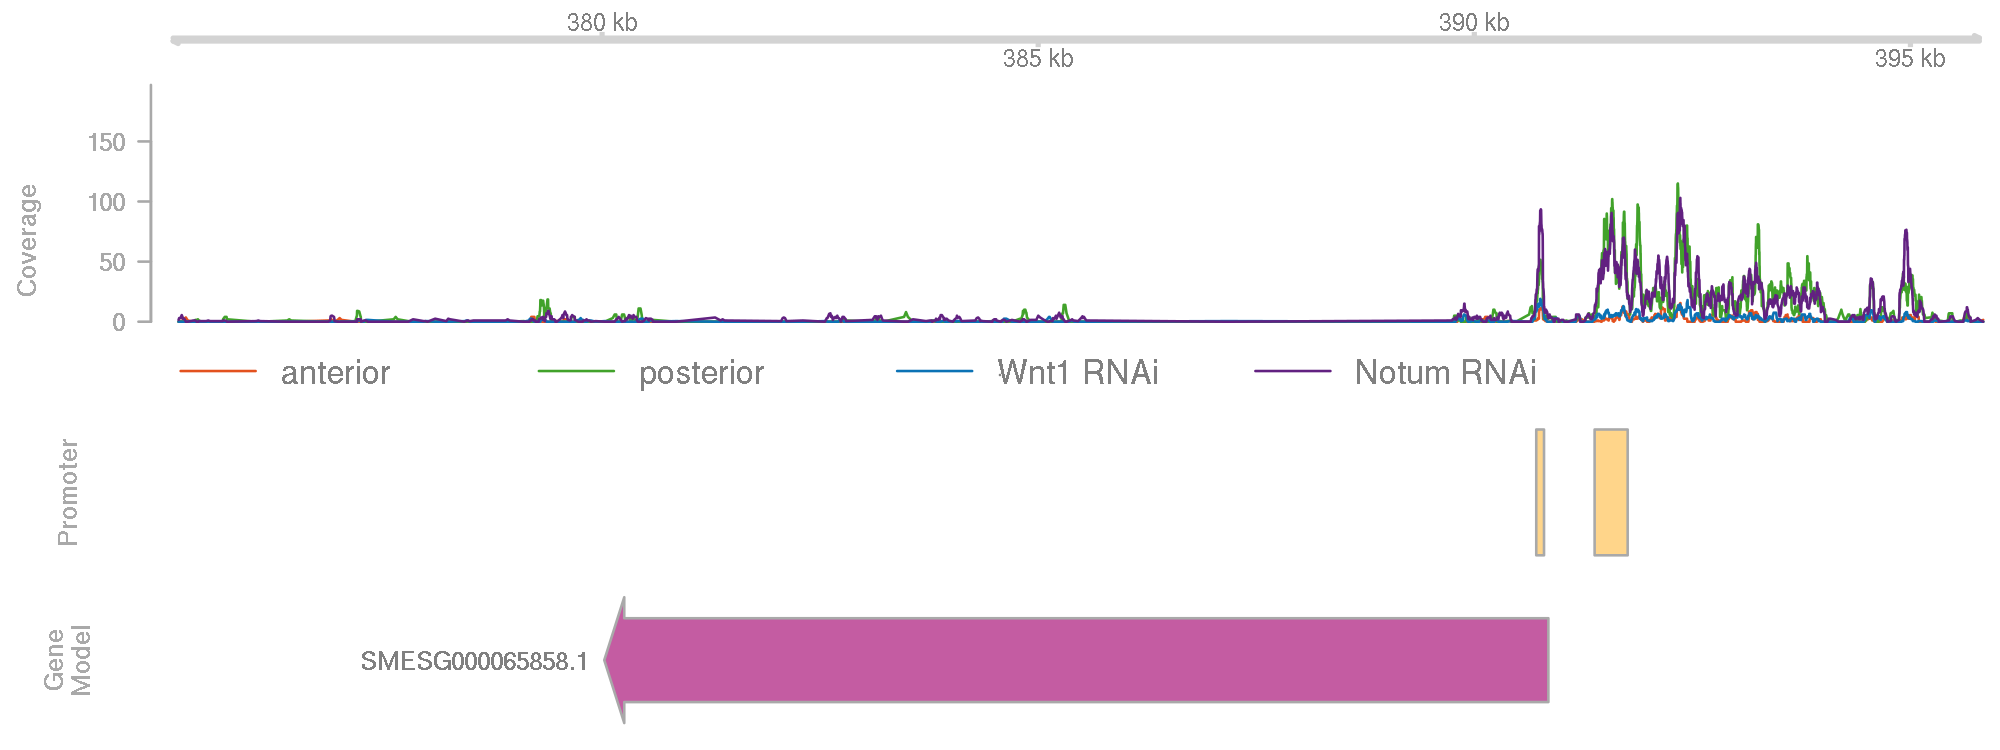 380 kb
390 kb
385 kb
395 kb
Coverage
150
100
50
0
anterior
posterior
Wnt1 RNAi
Notum RNAi
Promoter
Gene
Model
SMESG000065858.1